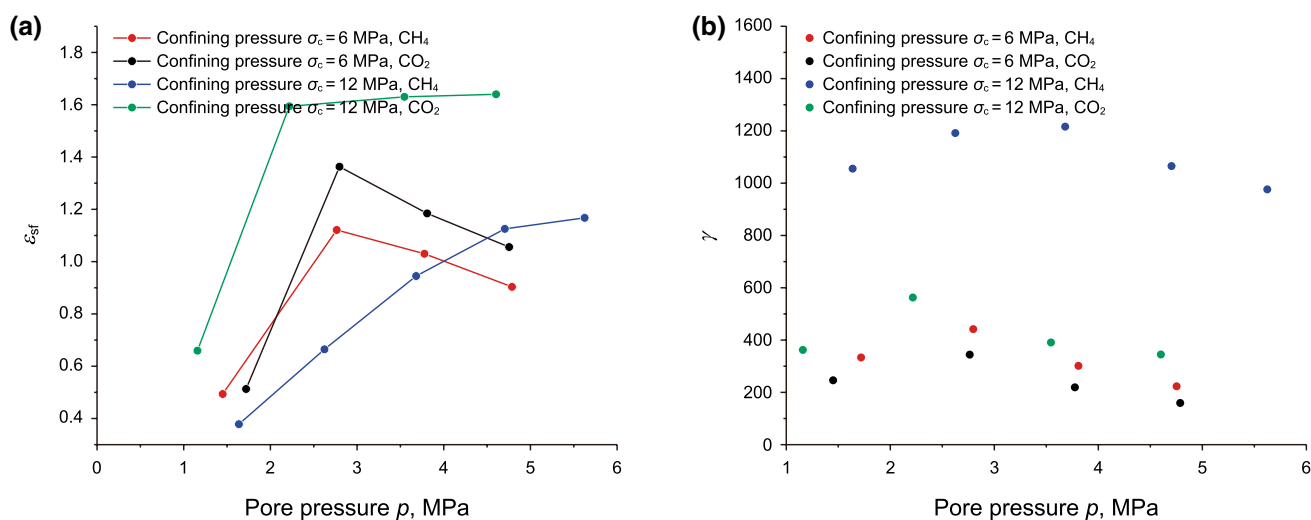 (a)
1.8
1.6
1.4
1.2
1.0
0.8
0.6
0.4
εsf
Confining pressure σc = 6 MPa, CH4
Confining pressure σc = 6 MPa, CO2
Confining pressure σc = 12 MPa, CH4
Confining pressure σc = 12 MPa, CO2
0 1 2 3 4 5 6
Pore pressure p, MPa
(b)
1600
1400
1200
1000
800
600
400
200
0
γ
Confining pressure σc = 6 MPa, CH4
Confining pressure σc = 6 MPa, CO2
Confining pressure σc = 12 MPa, CH4
Confining pressure σc = 12 MPa, CO2
1 2 3 4 5 6
Pore pressure p, MPa